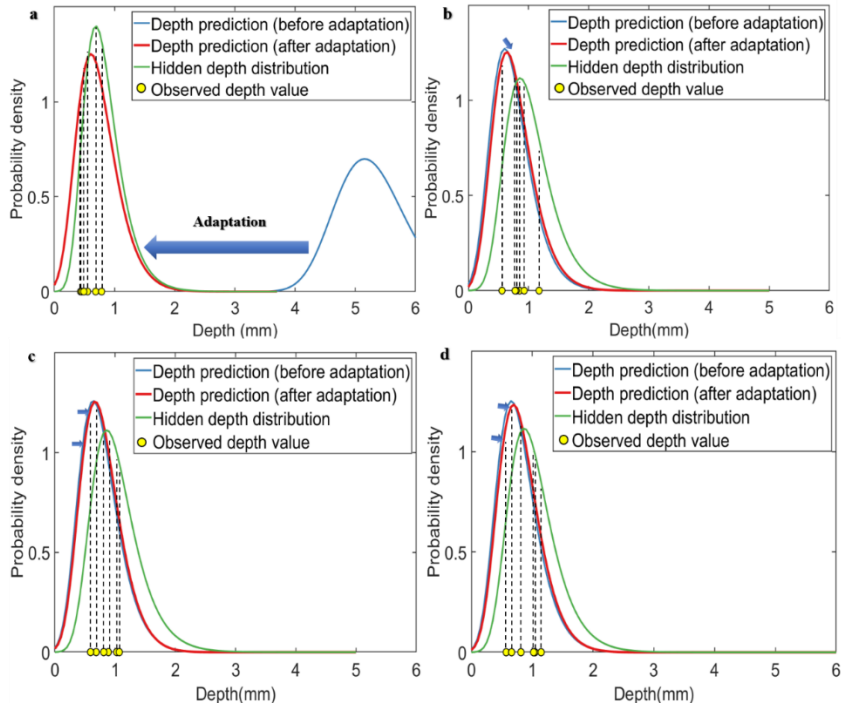 a
Depth prediction (before adaptation)
Depth prediction (after adaptation)
Hidden depth distribution
Observed depth value
Adaptation
Probability density
1
0.5
0
0 1 2 3 4 5 6
Depth (mm)
b
Depth prediction (before adaptation)
Depth prediction (after adaptation)
Hidden depth distribution
Observed depth value
Probability density
1
0.5
0
0 1 2 3 4 5 6
Depth(mm)
c
Depth prediction (before adaptation)
Depth prediction (after adaptation)
Hidden depth distribution
Observed depth value
Probability density
1
0.5
0
0 1 2 3 4 5 6
Depth(mm)
d
Depth prediction (before adaptation)
Depth prediction (after adaptation)
Hidden depth distribution
Observed depth value
Probability density
1
0.5
0
0 1 2 3 4 5 6
Depth(mm)